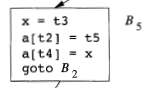 x = t3
a[t2] = t5
a[t4] = x
goto B₂
B₅